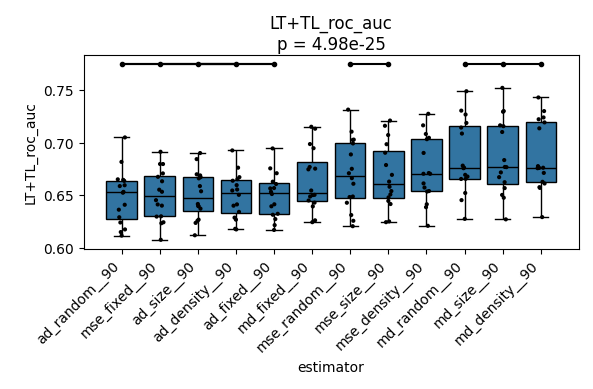 LT+TL_roc_auc
p = 4.98e-25
LT+TL_roc_auc
0.75
0.70
0.65
0.60
ad_random__90
mse_fixed__90
ad_size__90
ad_density__90
ad_fixed__90
md_fixed__90
mse_random__90
mse_size__90
mse_density__90
md_random__90
md_size__90
md_density__90
estimator